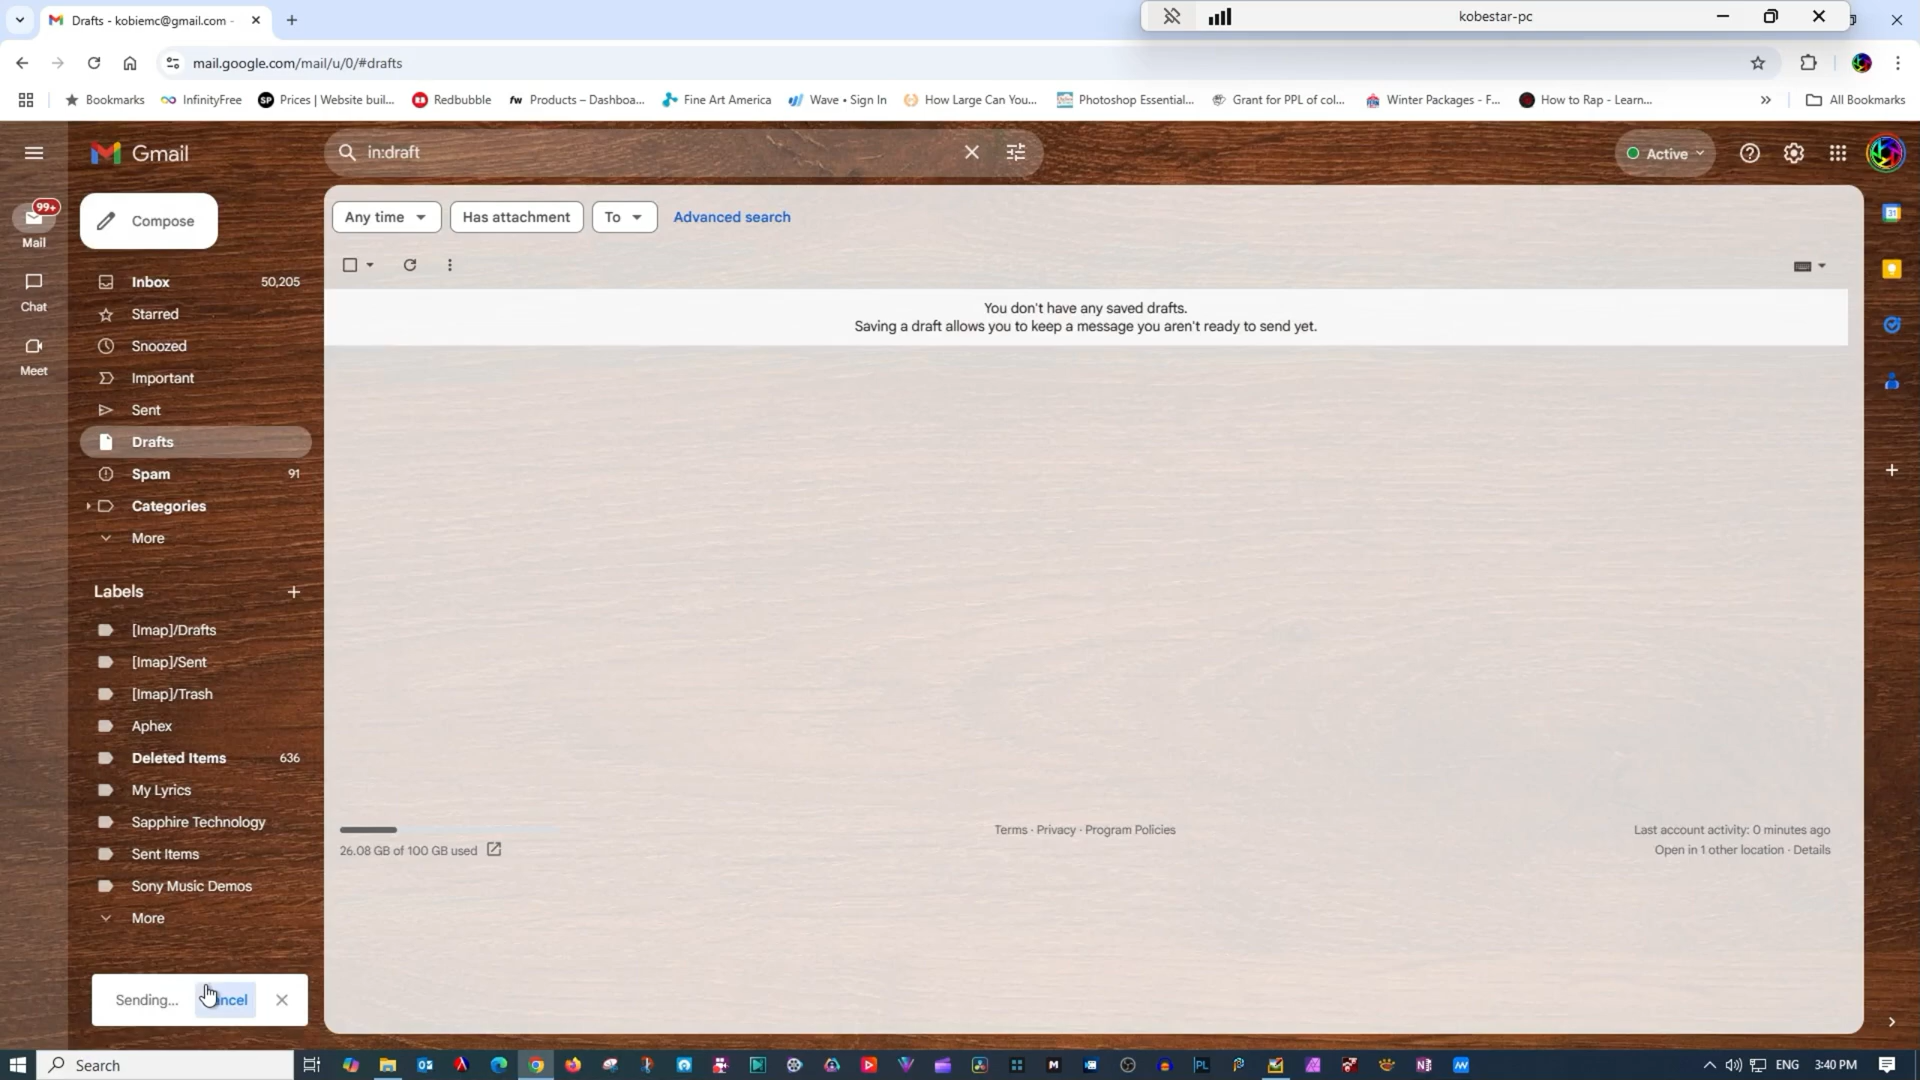 Drafts - kobiemc@gmail.com -
kobestar-pc
mail.google.com/mail/u/0/#drafts
Bookmarks
InfinityFree
Prices | Website buil...
Redbubble
Products – Dashboa...
Fine Art America
Wave • Sign In
How Large Can You...
Photoshop Essential...
Grant for PPL of col...
Winter Packages - F...
How to Rap - Learn...
All Bookmarks
Gmail
in:draft
Active
99+
Mail
Chat
Meet
Compose
Inbox 50,205
Starred
Snoozed
Important
Sent
Drafts
Spam 91
Categories
More
Labels
[Imap]/Drafts
[Imap]/Sent
[Imap]/Trash
Aphex
Deleted Items 636
My Lyrics
Sapphire Technology
Sent Items
Sony Music Demos
More
Any time
Has attachment
To
Advanced search
You don't have any saved drafts.
Saving a draft allows you to keep a message you aren't ready to send yet.
26.08 GB of 100 GB used
Terms · Privacy · Program Policies
Last account activity: 0 minutes ago
Open in 1 other location · Details
Sending...
Search
ENG
3:40 PM